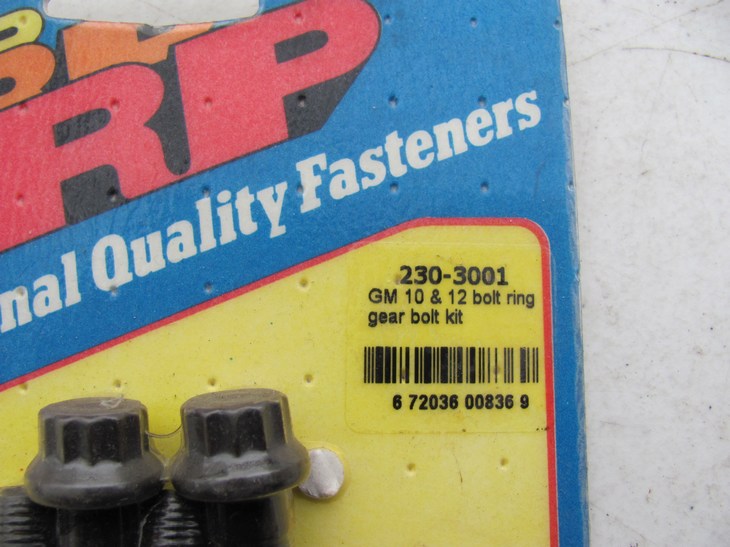 RP
nal Quality Fasteners
230-3001
GM 10 & 12 bolt ring
gear bolt kit
6 72036 00836 9